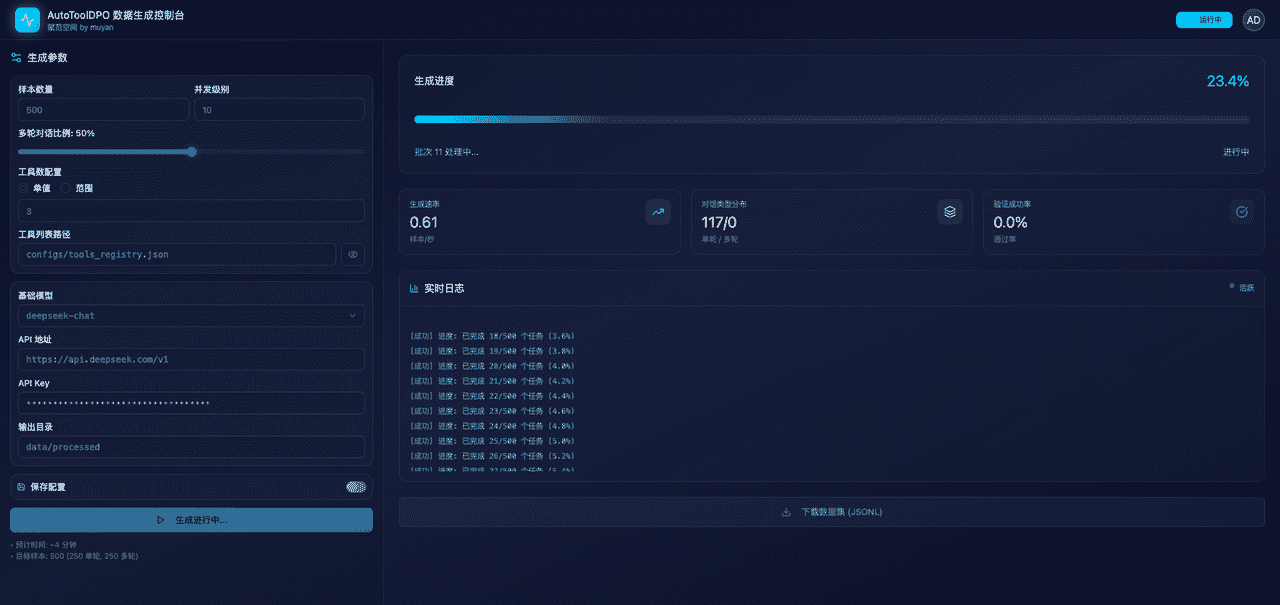 AutoToolDPO 数据生成控制台
赋范空间 by muyan
运行中
AD
生成参数
样本数量
并发级别
500
10
多轮对话比例: 50%
工具数配置
单值
范围
3
工具列表路径
configs/tools_registry.json
基础模型
deepseek-chat
API 地址
https://api.deepseek.com/v1
API Key
输出目录
data/processed
保存配置
生成进行中...
• 预计时间: ~4 分钟
• 目标样本: 500 (250 单轮, 250 多轮)
生成进度
23.4%
批次 11 处理中...
进行中
生成速率
0.61
样本/秒
对话类型分布
117/0
单轮 / 多轮
验证成功率
0.0%
通过率
实时日志
活跃
[成功] 进度: 已完成 18/500 个任务 (3.6%)
[成功] 进度: 已完成 19/500 个任务 (3.8%)
[成功] 进度: 已完成 20/500 个任务 (4.0%)
[成功] 进度: 已完成 21/500 个任务 (4.2%)
[成功] 进度: 已完成 22/500 个任务 (4.4%)
[成功] 进度: 已完成 23/500 个任务 (4.6%)
[成功] 进度: 已完成 24/500 个任务 (4.8%)
[成功] 进度: 已完成 25/500 个任务 (5.0%)
[成功] 进度: 已完成 26/500 个任务 (5.2%)
[成功] 进度: 已完成 27/500 个任务 (5.4%)
下载数据集 (JSONL)